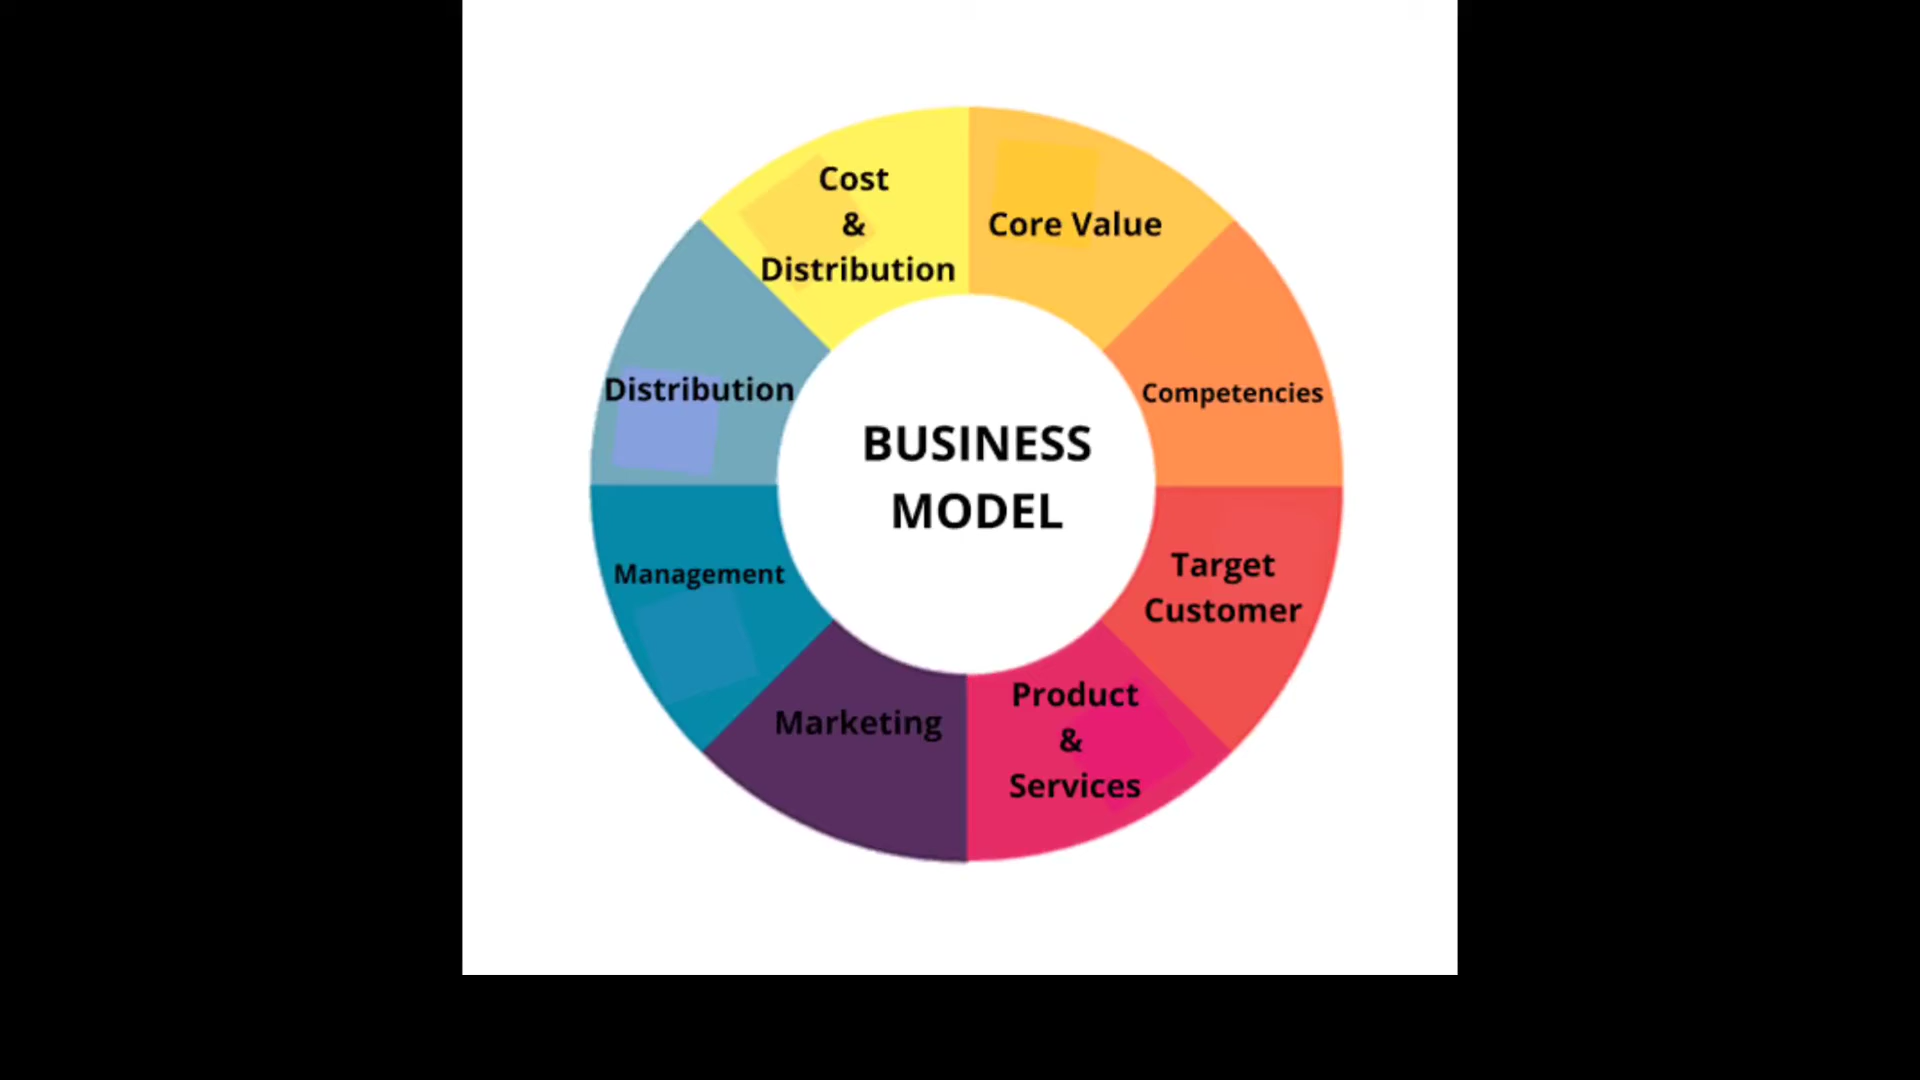 Cost
&
Distribution
Core Value
Distribution
Competencies
BUSINESS
MODEL
Management
Target
Customer
Marketing
Product
&
Services